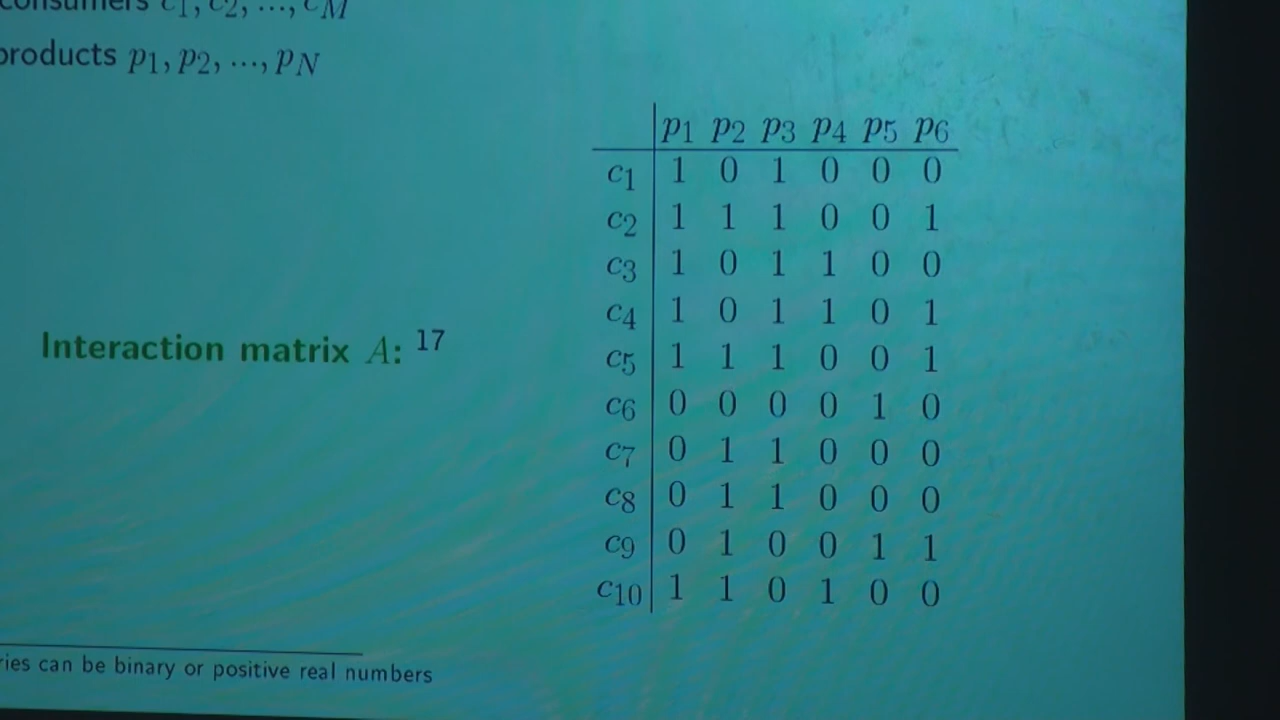 consumers c1, c2, ..., cM
products p1, p2, ..., pN
p1 p2 p3 p4 p5 p6
c1 1 0 1 0 0 0
c2 1 1 1 0 0 1
c3 1 0 1 1 0 0
c4 1 0 1 1 0 1
Interaction matrix A: 17
c5 1 1 1 0 0 1
c6 0 0 0 0 1 0
c7 0 1 1 0 0 0
c8 0 1 1 0 0 0
c9 0 1 0 0 1 1
c10 1 1 0 1 0 0
can be binary or positive real numbers